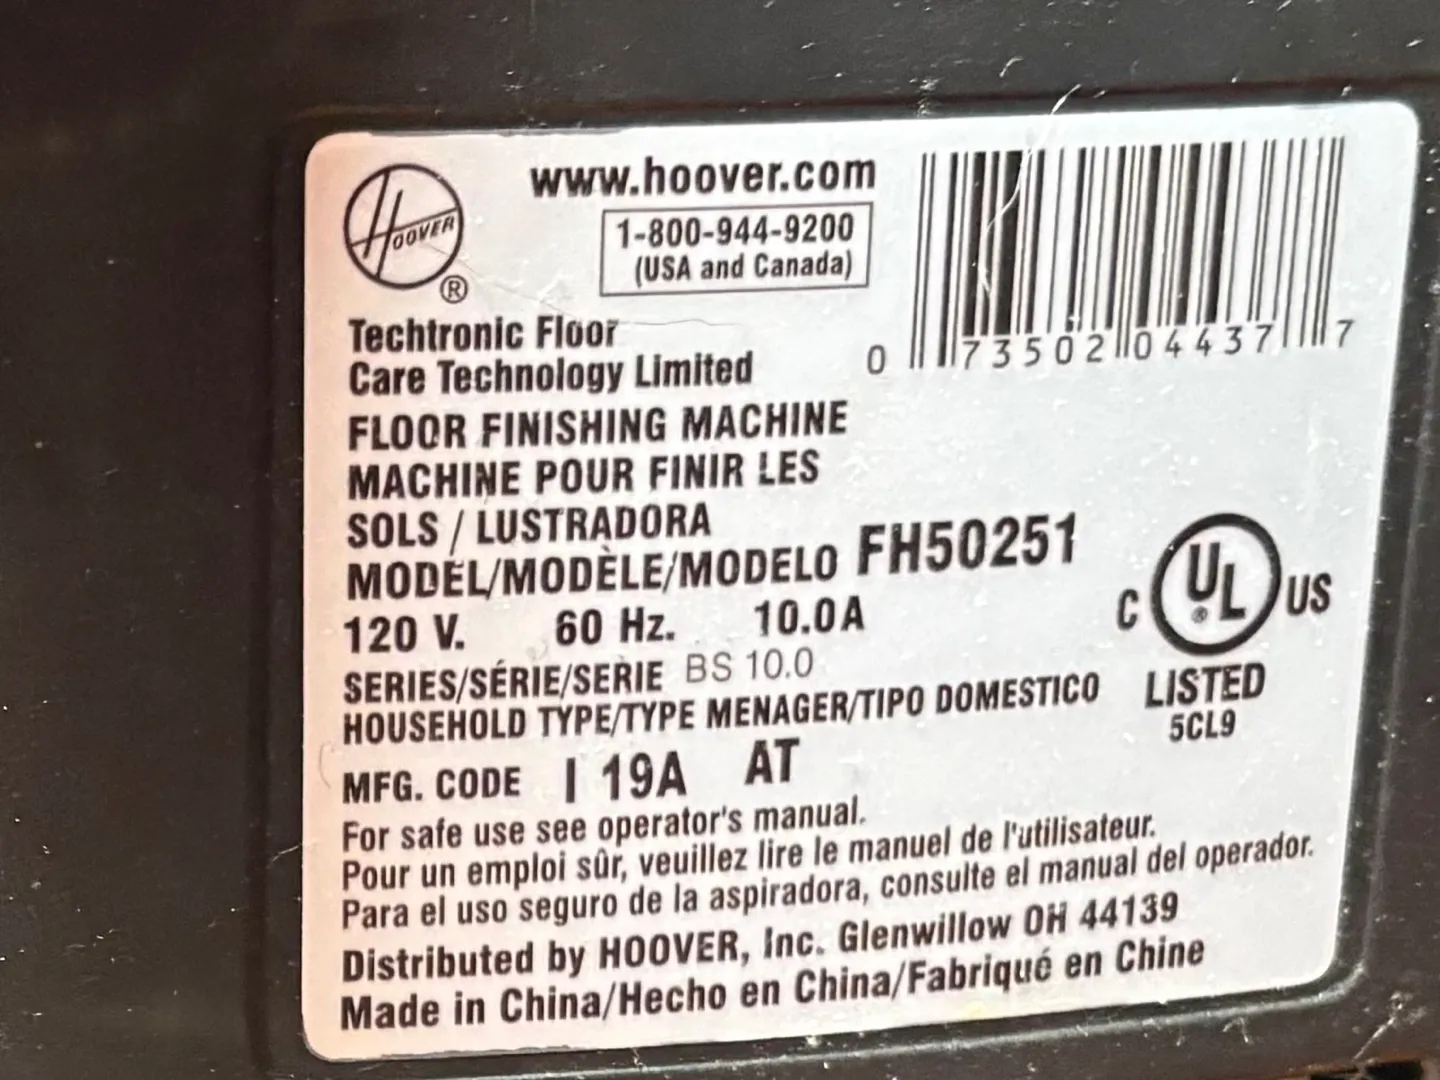 HOOVER
®
www.hoover.com
1-800-944-9200
(USA and Canada)
0 73502 04437 7
Techtronic Floor
Care Technology Limited
FLOOR FINISHING MACHINE
MACHINE POUR FINIR LES
SOLS / LUSTRADORA
MODEL/MODÈLE/MODELO FH50251
120 V. 60 Hz. 10.0A
SERIES/SÉRIE/SERIE BS 10.0
HOUSEHOLD TYPE/TYPE MENAGER/TIPO DOMESTICO
C UL ® US
LISTED
5CL9
MFG. CODE I 19A AT
For safe use see operator's manual.
Pour un emploi sûr, veuillez lire le manuel de l'utilisateur.
Para el uso seguro de la aspiradora, consulte el manual del operador.
Distributed by HOOVER, Inc. Glenwillow OH 44139
Made in China/Hecho en China/Fabriqué en Chine